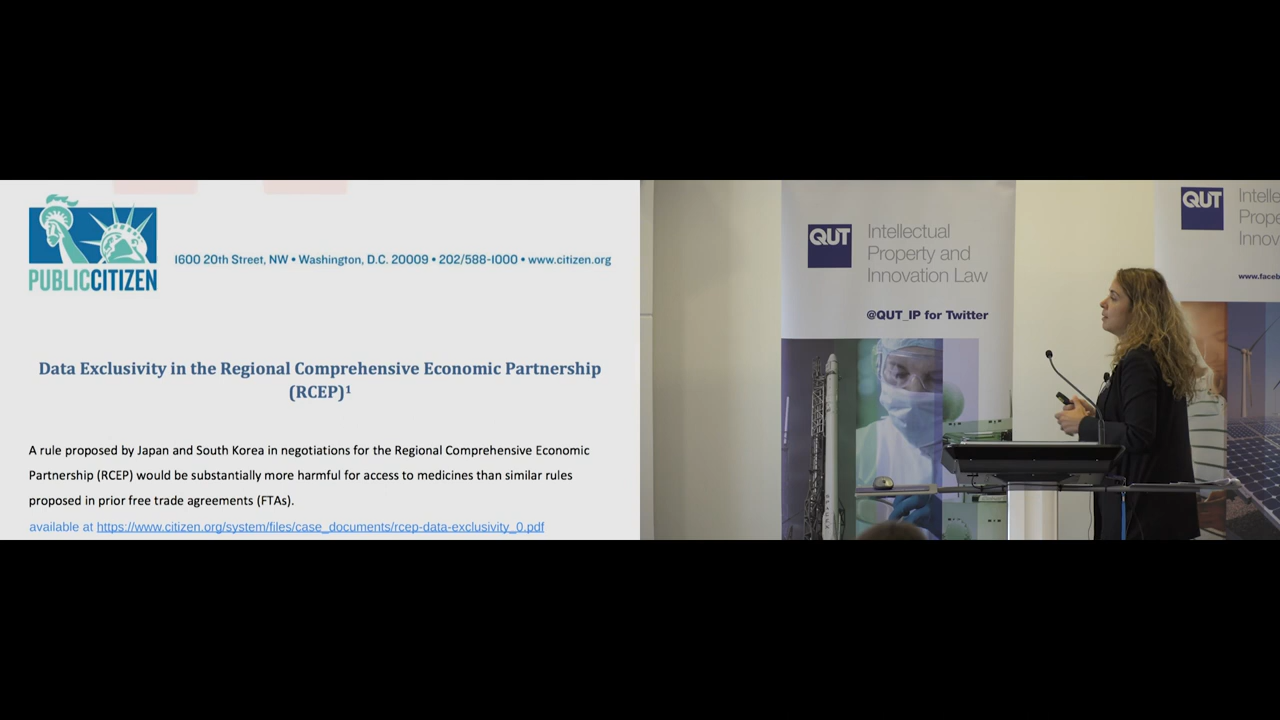 PUBLICCITIZEN
1600 20th Street, NW • Washington, D.C. 20009 • 202/588-1000 • www.citizen.org
Data Exclusivity in the Regional Comprehensive Economic Partnership
(RCEP)¹
A rule proposed by Japan and South Korea in negotiations for the Regional Comprehensive Economic
Partnership (RCEP) would be substantially more harmful for access to medicines than similar rules
proposed in prior free trade agreements (FTAs).
available at https://www.citizen.org/system/files/case_documents/rcep-data-exclusivity_0.pdf
QUT
Intellectual
Property and
Innovation Law
@QUT_IP for Twitter
SPACEX
QUT
Intelle
Prope
Innov
www.faceb